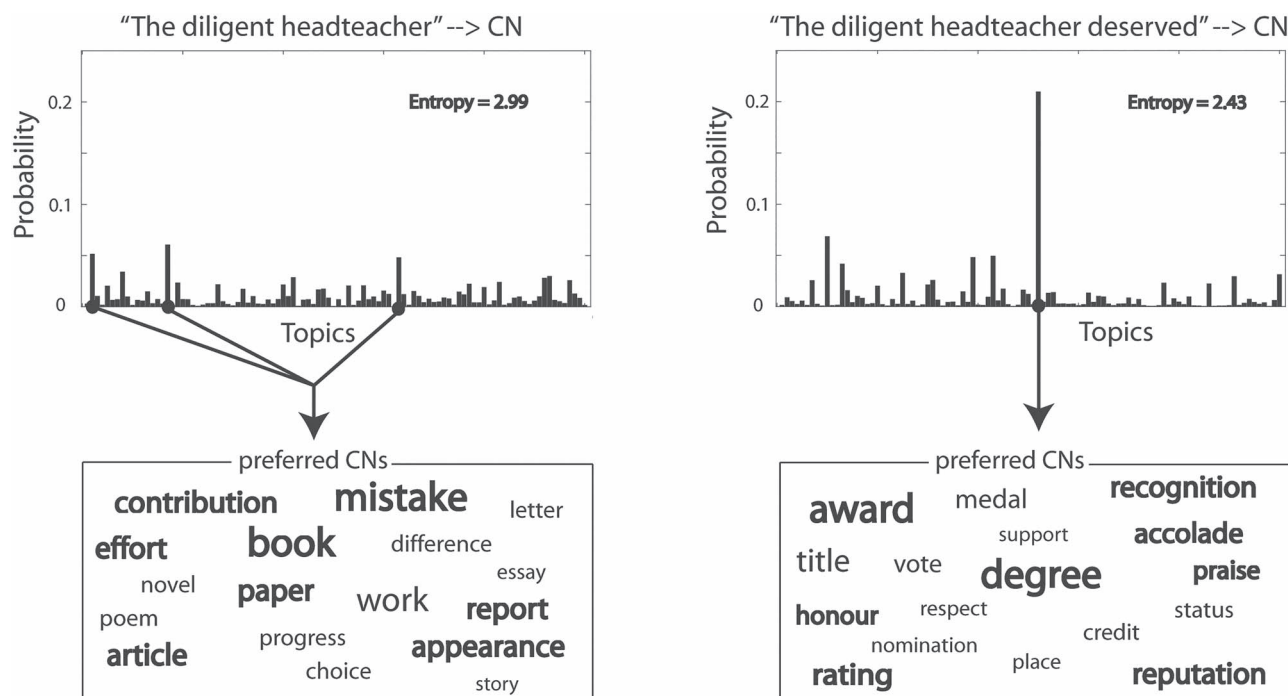 “The diligent headteacher” --> CN
Probability
0.2
0.1
0
Entropy = 2.99
Topics
preferred CNs
contribution mistake letter
effort book difference
essay
novel paper work report
poem
progress appearance
article choice
story
“The diligent headteacher deserved” --> CN
Probability
0.2
0.1
0
Entropy = 2.43
Topics
preferred CNs
award medal recognition
support accolade
title vote degree praise
honour respect status
nomination credit
rating place reputation